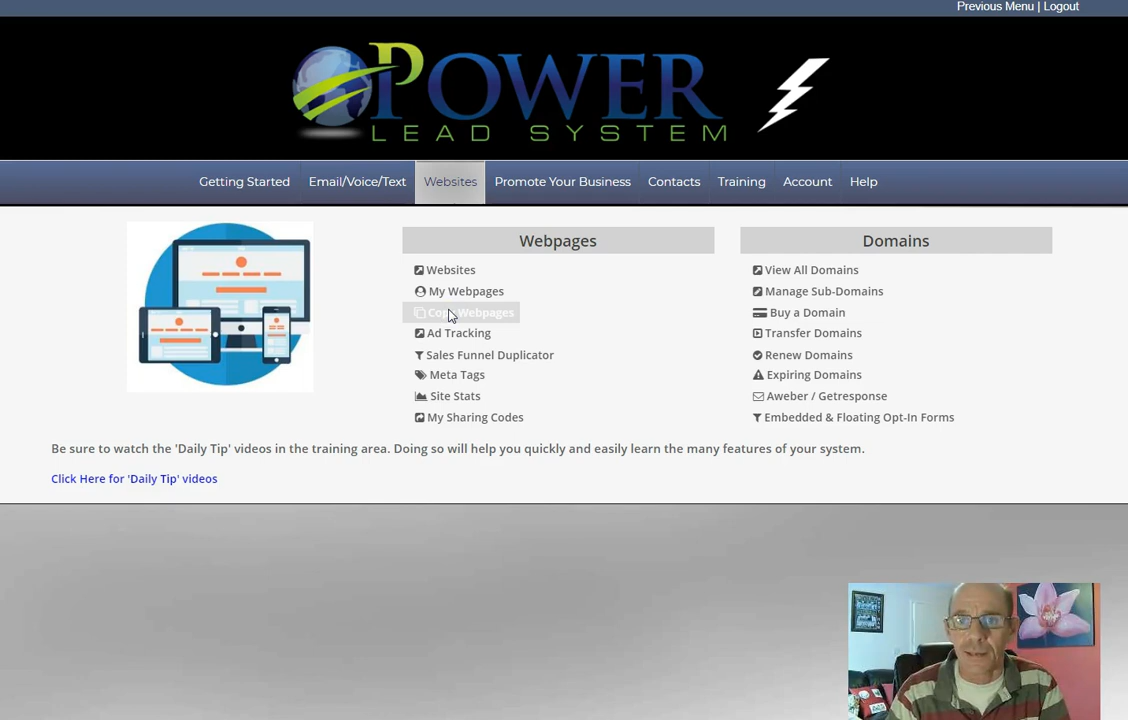 Previous Menu | Logout
POWER
LEAD SYSTEM
Getting Started Email/Voice/Text Websites Promote Your Business Contacts Training Account Help
Webpages
Websites
My Webpages
Copy Webpages
Ad Tracking
Sales Funnel Duplicator
Meta Tags
Site Stats
My Sharing Codes
Domains
View All Domains
Manage Sub-Domains
Buy a Domain
Transfer Domains
Renew Domains
Expiring Domains
Aweber / Getresponse
Embedded & Floating Opt-In Forms
Be sure to watch the 'Daily Tip' videos in the training area. Doing so will help you quickly and easily learn the many features of your system.
Click Here for 'Daily Tip' videos